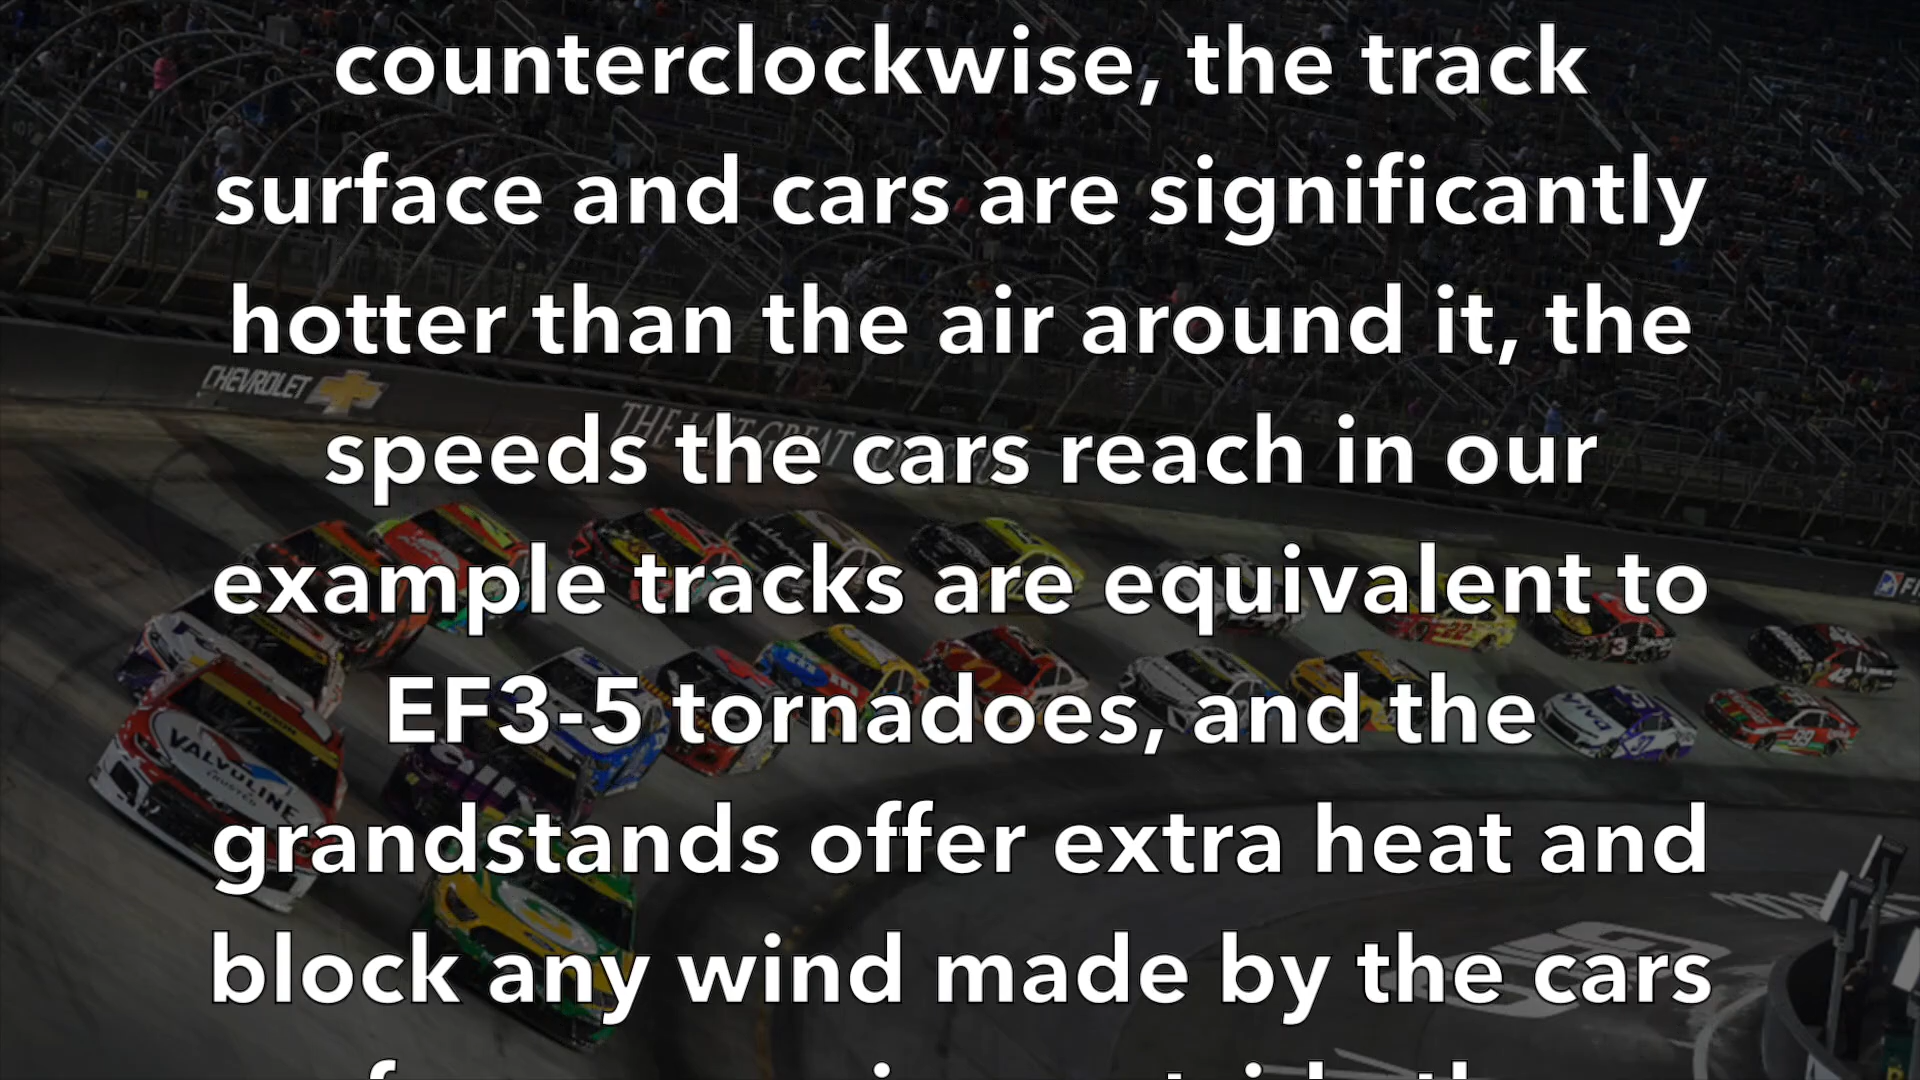 counterclockwise, the track
surface and cars are significantly
hotter than the air around it, the
CHEVROLET
speeds the cars reach in our
example tracks are equivalent to
EF3-5 tornadoes, and the
VALVOLINE
grandstands offer extra heat and
block any wind made by the cars